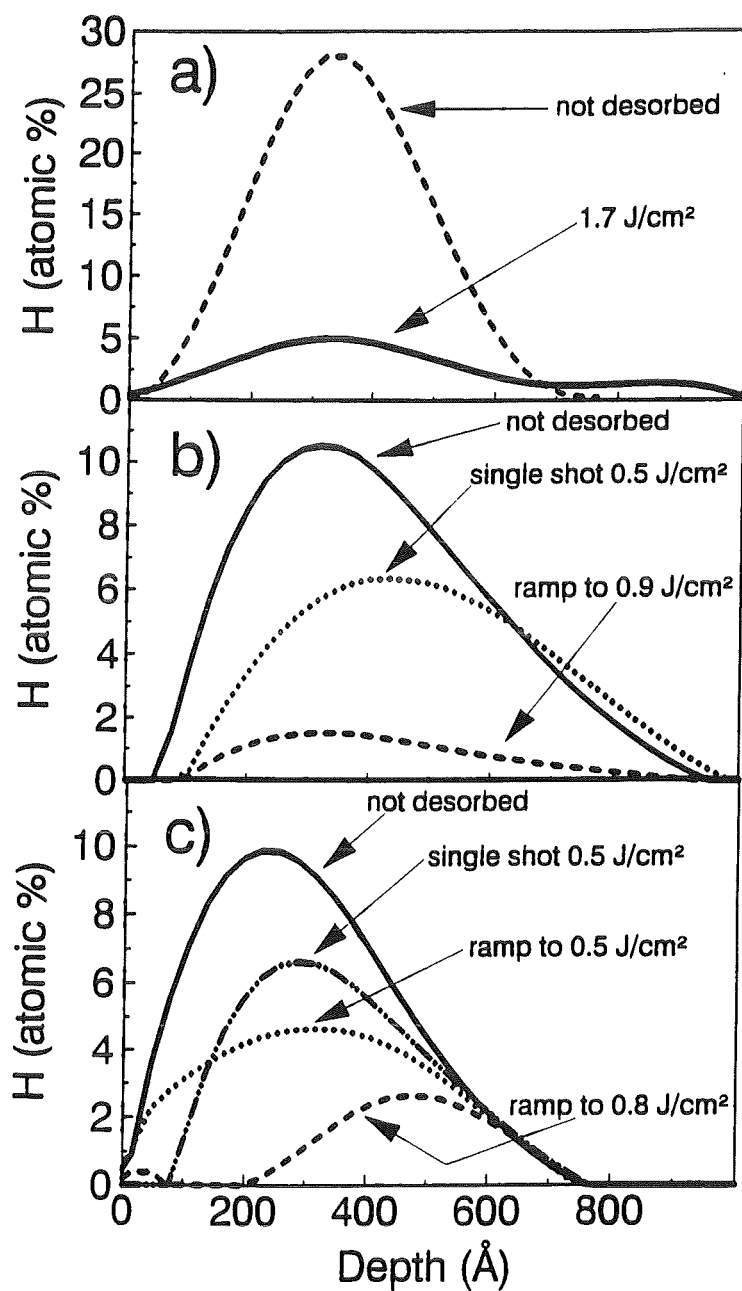 30
a)
25
not desorbed
20
1.7 J/cm²
15
10
5
0
H (atomic %)
not desorbed
b)
10
single shot 0.5 J/cm²
8
ramp to 0.9 J/cm²
6
4
2
0
H (atomic %)
not desorbed
c)
10
single shot 0.5 J/cm²
8
ramp to 0.5 J/cm²
6
4
ramp to 0.8 J/cm²
2
0
H (atomic %)
0 200 400 600 800
Depth (Å)